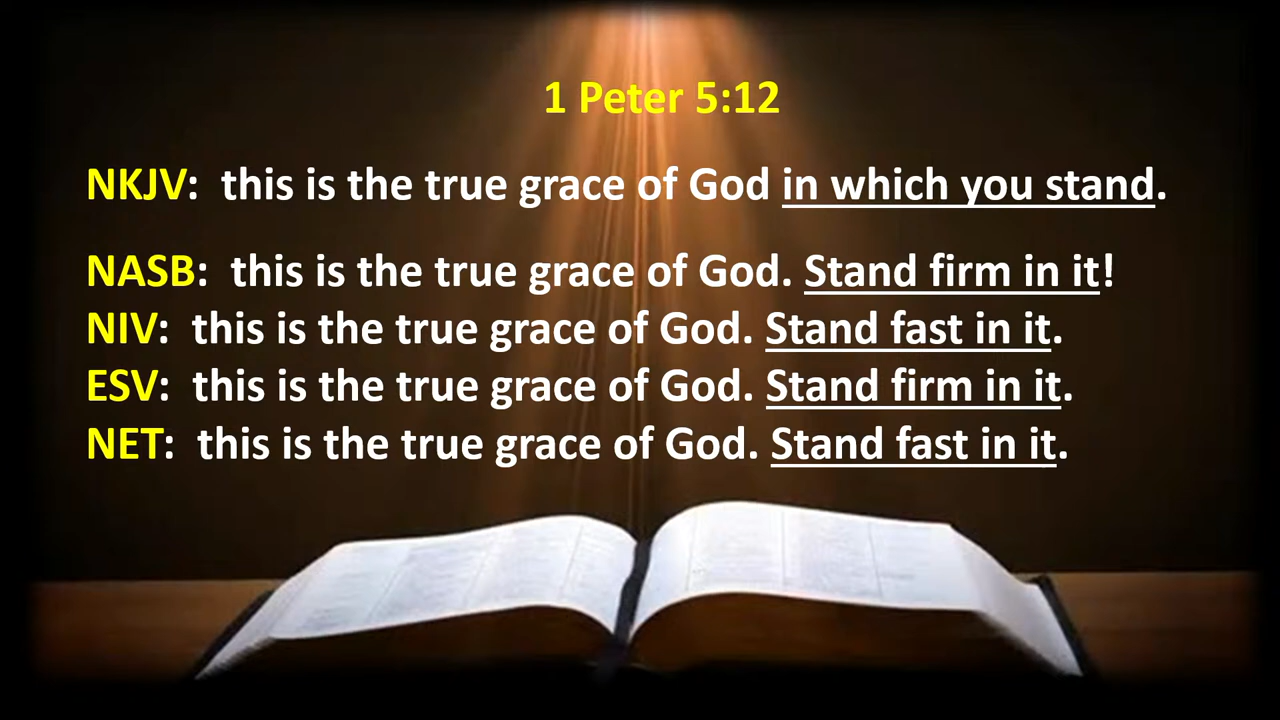 1 Peter 5:12
NKJV: this is the true grace of God in which you stand.
NASB: this is the true grace of God. Stand firm in it!
NIV: this is the true grace of God. Stand fast in it.
ESV: this is the true grace of God. Stand firm in it.
NET: this is the true grace of God. Stand fast in it.